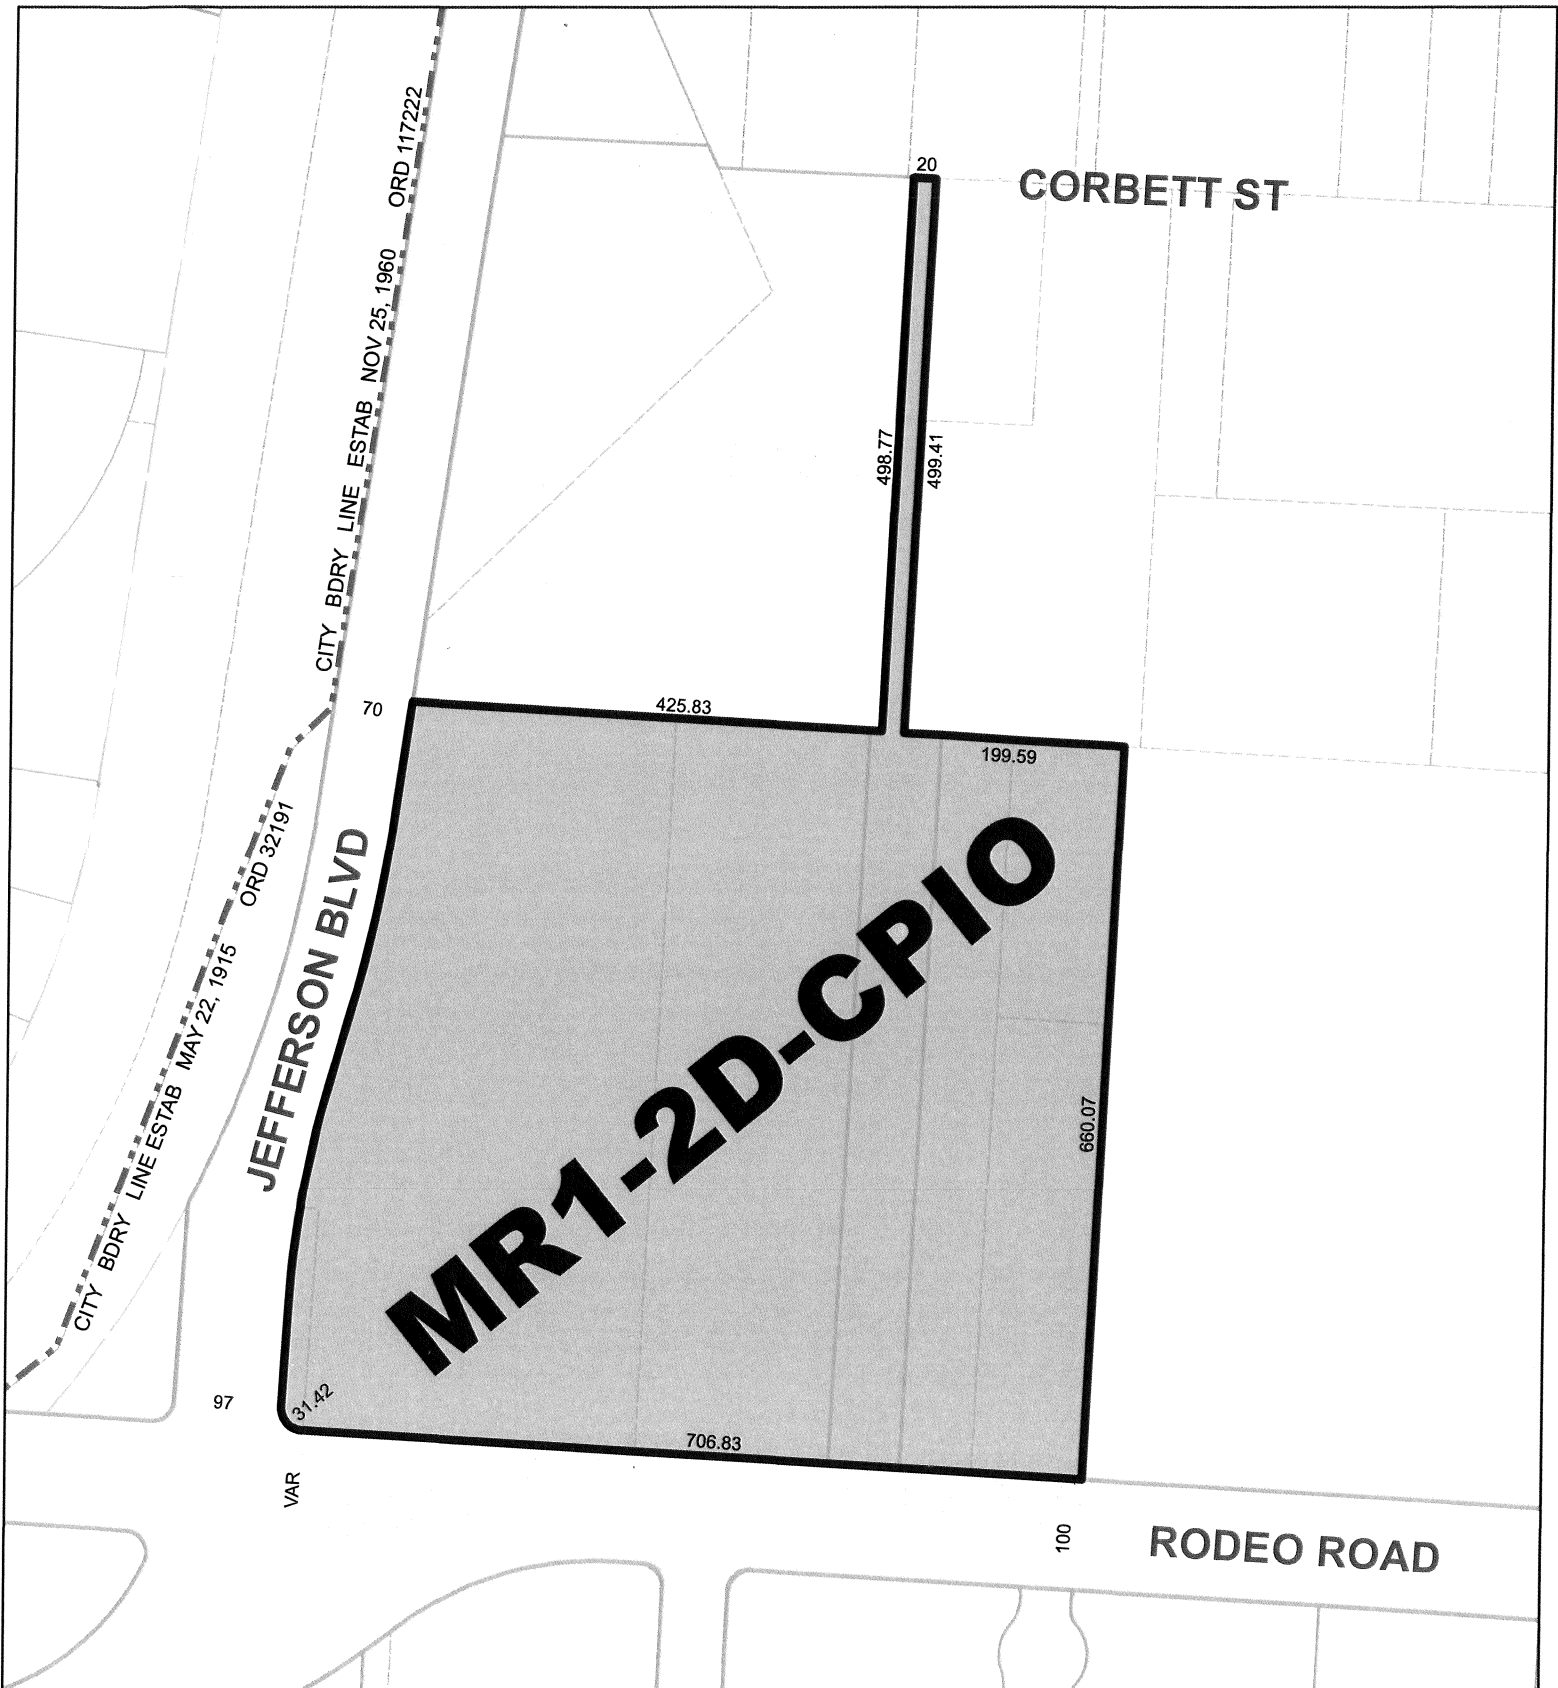 ORD 117222
CITY BDRY LINE ESTAB NOV 25, 1960
20
CORBETT ST
498.77
499.41
70
425.83
199.59
ORD 32191
CITY BDRY LINE ESTAB MAY 22, 1915
JEFFERSON BLVD
MR1-2D-CPIO
660.07
97
31.42
706.83
VAR
100
RODEO ROAD